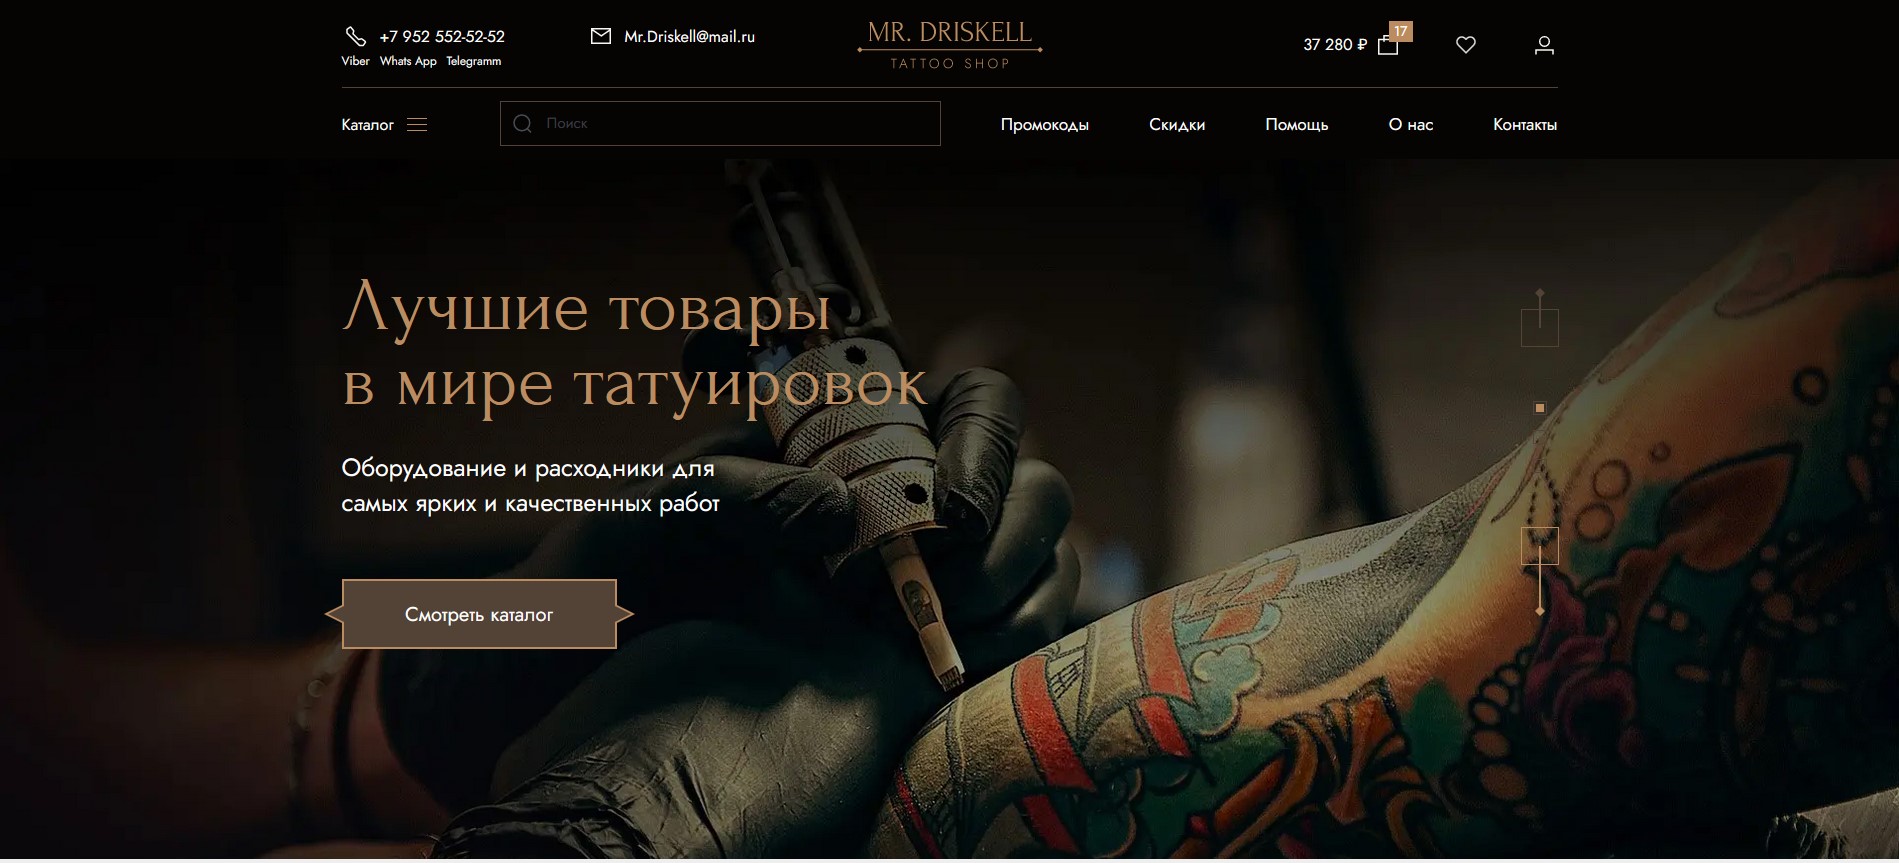 +7 952 552-52-52
Viber Whats App Telegramm
Mr.Driskell@mail.ru
MR. DRISKELL
TATTOO SHOP
37 280 ₽
17
Каталог
Поиск
Промокоды
Скидки
Помощь
О нас
Контакты
Лучшие товары
в мире татуировок
Оборудование и расходники для
самых ярких и качественных работ
Смотреть каталог